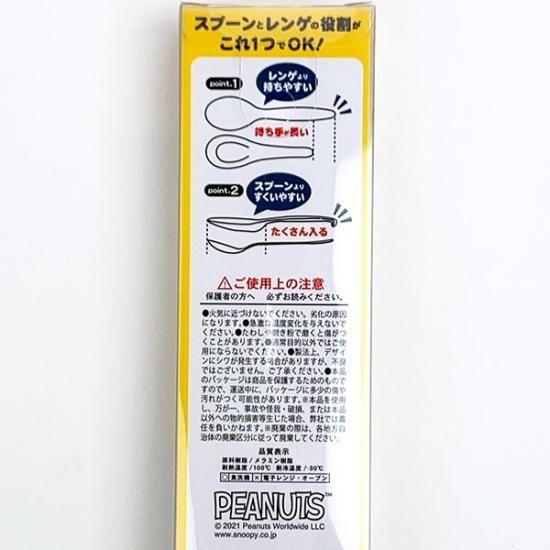 スプーンとレンゲの役割が
これ1つでOK!
point.1
レンゲより
持ちやすい
持ち手が長い
point.2
スプーンより
すくいやすい
たくさん入る
⚠ご使用上の注意
保護者の方へ 必ずお読みください。
●火気に近づけないでください。劣化の原因
になります。●急激な温度変化を与えないで
ください。●たわしや磨き粉で磨くと傷がつ
くことがあります。●通常目的以外ではご使
用にならないでください。●製法上、デザイ
ンにシワが発生する場合がありますが、不良
ではございません。ご了承ください。●本品
のパッケージは商品を保護するためのもので
すので、運送中に、パッケージに多少の傷や
汚れがつく可能性があります。※本品を使用
し、万が一、事故や怪我・破損、または本品
以外への物的損害等生じた場合、弊社では責
任を負いかねます。※廃棄の際は、各地方自
治体の廃棄区分に従って廃棄してください。
品質表示
原料樹脂/メラミン樹脂
耐熱温度/100℃ 耐冷温度/-30℃
○食洗機 ×電子レンジ・オーブン
PEANUTS™
© 2021 Peanuts Worldwide LLC
www.snoopy.co.jp